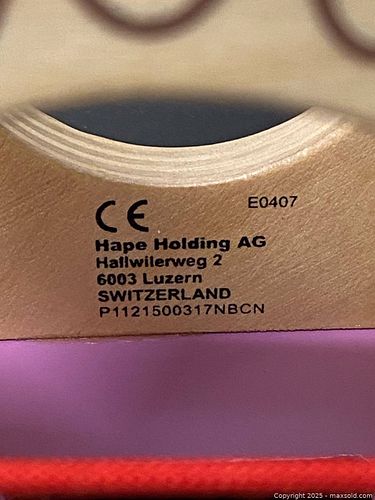 CE E0407
Hape Holding AG
Hallwilerweg 2
6003 Luzern
SWITZERLAND
P1121500317NBCN
Copyright 2025 - maxsold.com